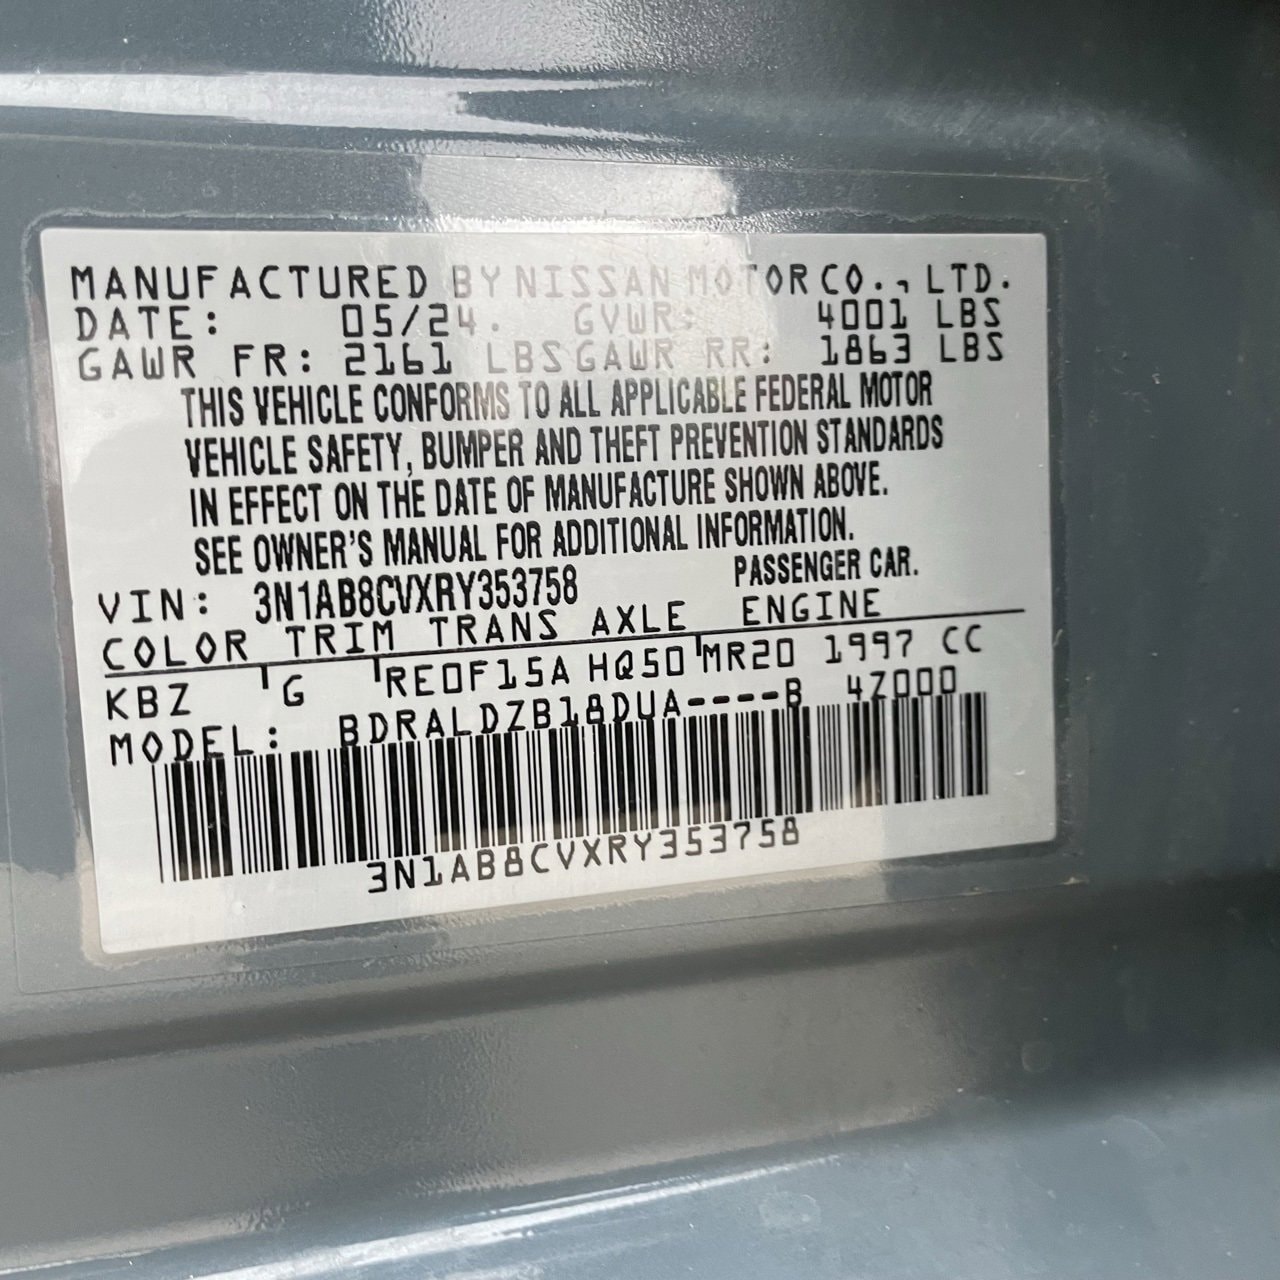 MANUFACTURED BY NISSAN MOTOR CO., LTD.
DATE: 05/24. GVWR: 4001 LBS
GAWR FR: 2161 LBS GAWR RR: 1863 LBS
THIS VEHICLE CONFORMS TO ALL APPLICABLE FEDERAL MOTOR
VEHICLE SAFETY, BUMPER AND THEFT PREVENTION STANDARDS
IN EFFECT ON THE DATE OF MANUFACTURE SHOWN ABOVE.
SEE OWNER'S MANUAL FOR ADDITIONAL INFORMATION.
VIN: 3N1AB8CVXRY353758 PASSENGER CAR.
COLOR TRIM TRANS AXLE ENGINE
KBZ G RE0F15A HQ50 MR20 1997 CC
MODEL: BDRALDZB18DUA----B 4Z000
3N1AB8CVXRY353758